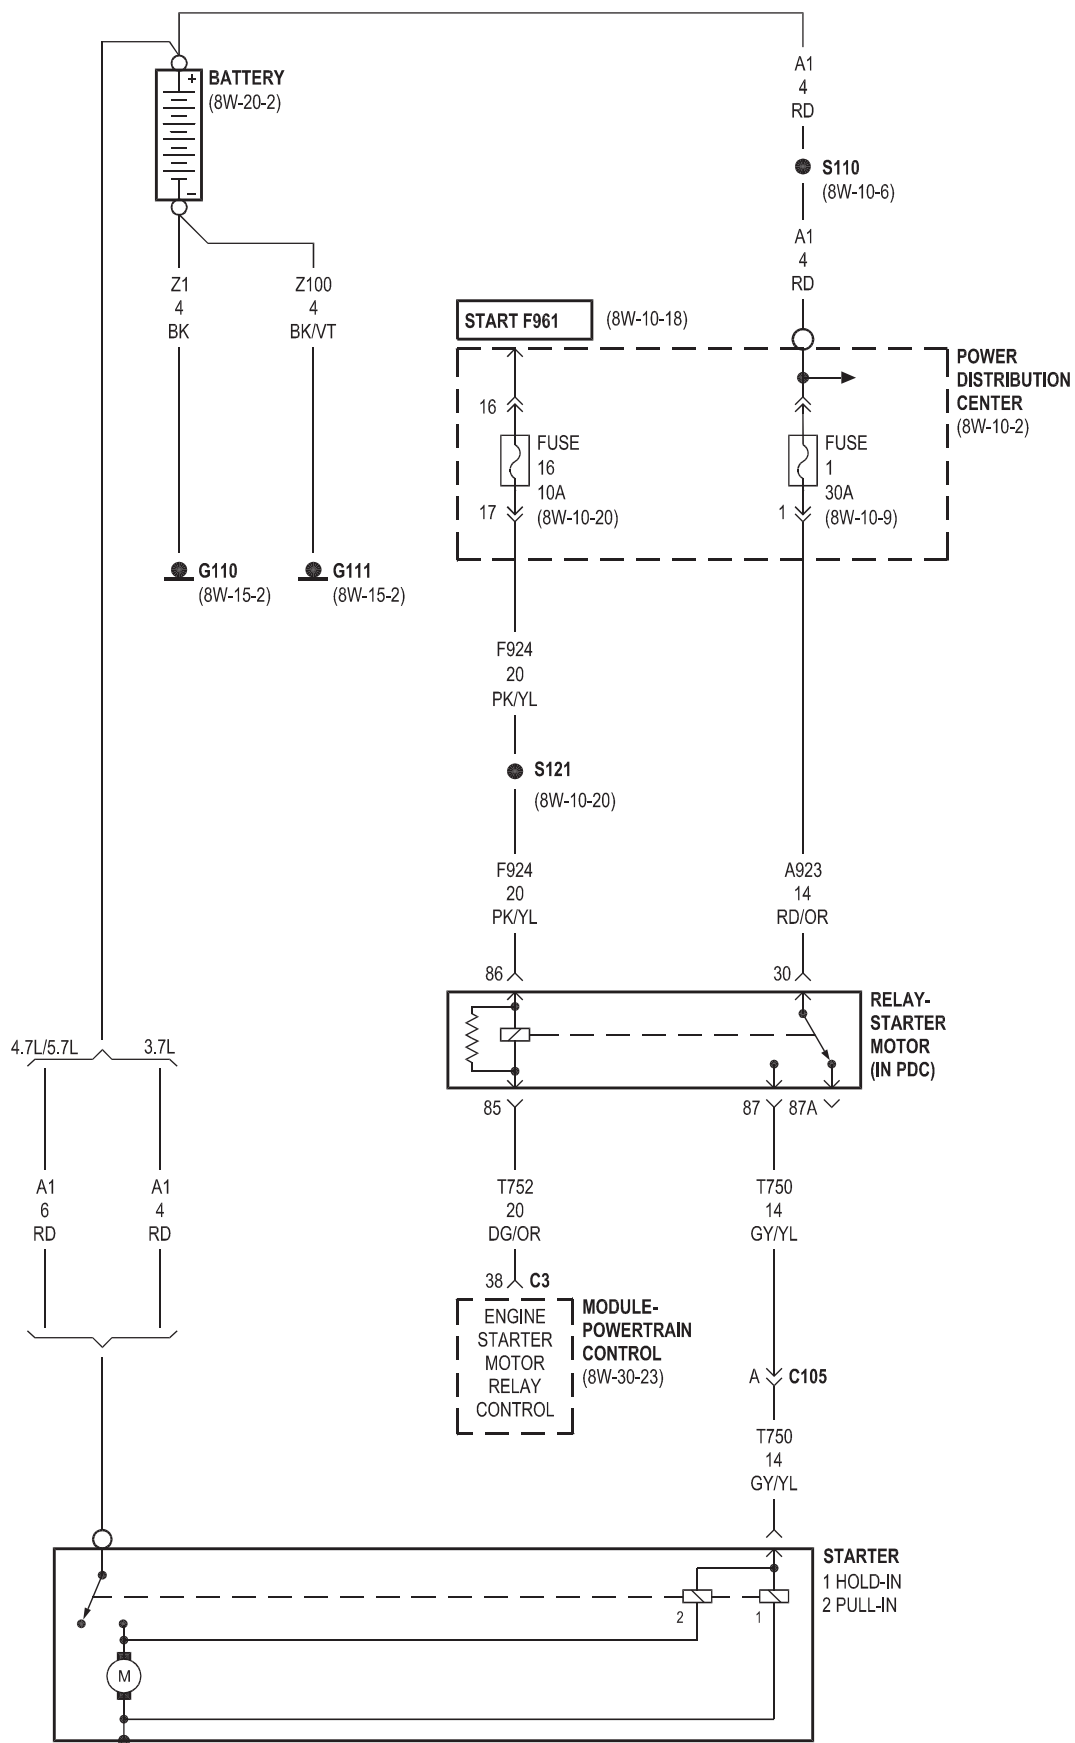 A1
4
RD
+ BATTERY
(8W-20-2)
S110
(8W-10-6)
−
A1
4
RD
Z1
4
BK
Z100
4
BK/VT
START F961 (8W-10-18)
POWER
DISTRIBUTION
CENTER
(8W-10-2)
16
FUSE
16
10A
(8W-10-20)
17
FUSE
1
30A
(8W-10-9)
1
G110
(8W-15-2)
G111
(8W-15-2)
F924
20
PK/YL
S121
(8W-10-20)
F924
20
PK/YL
A923
14
RD/OR
86
30
RELAY-
STARTER
MOTOR
(IN PDC)
4.7L/5.7L
3.7L
85
87
87A
A1
6
RD
A1
4
RD
T752
20
DG/OR
T750
14
GY/YL
38 C3
ENGINE
STARTER
MOTOR
RELAY
CONTROL
MODULE-
POWERTRAIN
CONTROL
(8W-30-23)
A C105
T750
14
GY/YL
STARTER
1 HOLD-IN
2 PULL-IN
2
1
M